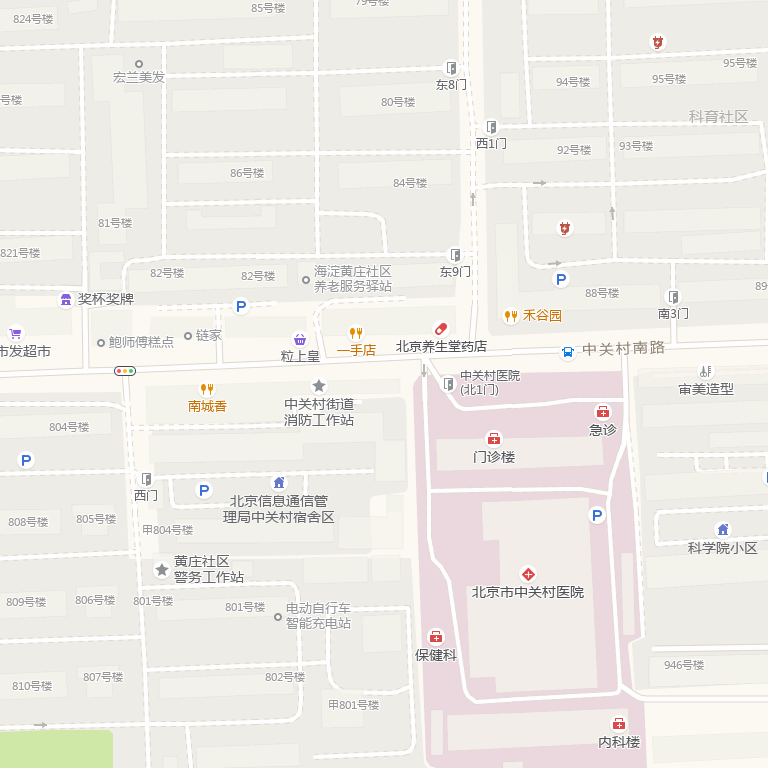 824号楼
85号楼
79号楼
宏兰美发
东8门
94号楼
95号楼
95号楼
号楼
80号楼
科育社区
西1门
92号楼
93号楼
86号楼
84号楼
81号楼
821号楼
82号楼
82号楼
海淀黄庄社区
养老服务驿站
东9门
88号楼
89
奖杯奖牌
南3门
禾谷园
鲍师傅糕点
链家
市发超市
粒上皇
一手店
北京养生堂药店
中关村南路
南城香
中关村街道
消防工作站
中关村医院
(北1门)
审美造型
804号楼
急诊
门诊楼
西门
北京信息通信管
理局中关村宿舍区
808号楼
805号楼
甲804号楼
科学院小区
黄庄社区
警务工作站
北京市中关村医院
809号楼
806号楼
801号楼
801号楼
电动自行车
智能充电站
保健科
946号楼
810号楼
807号楼
802号楼
甲801号楼
内科楼